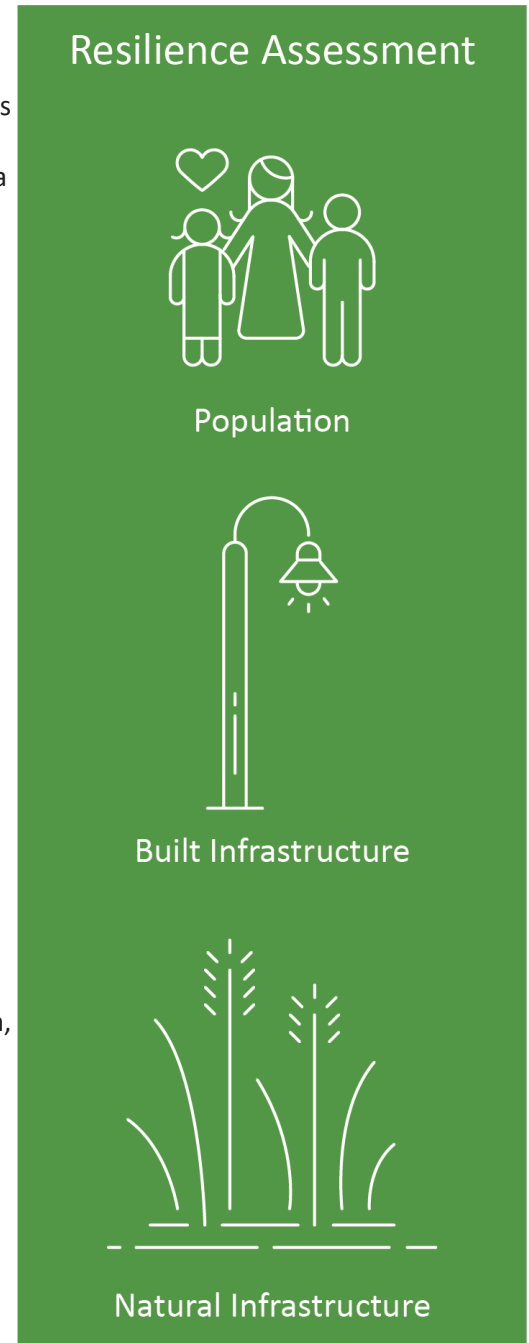 Resilience Assessment
s
a
Population
Built Infrastructure
,
Natural Infrastructure